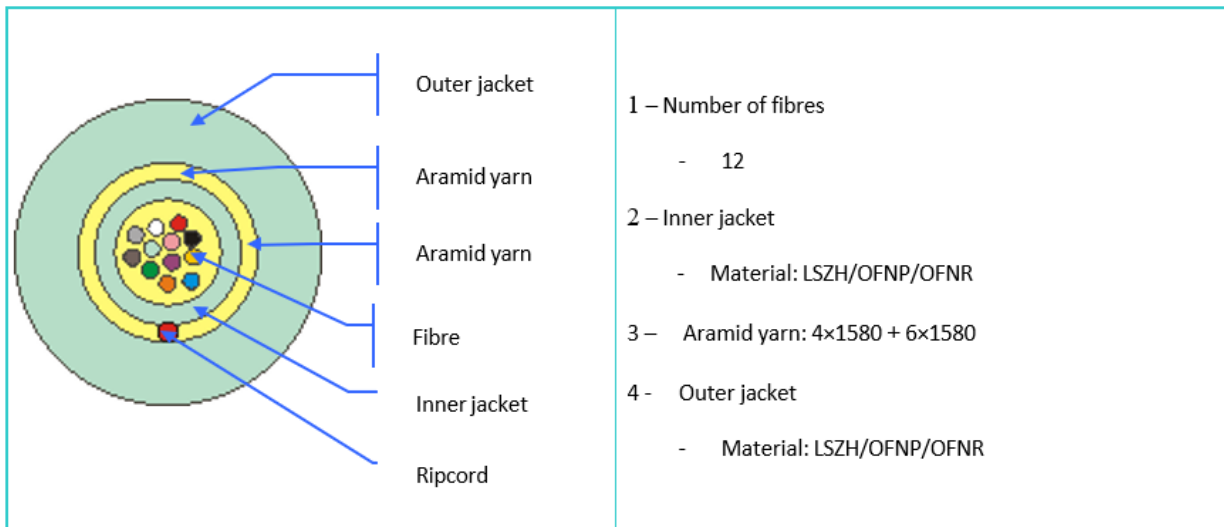 Outer jacket
Aramid yarn
Aramid yarn
Fibre
Inner jacket
Ripcord
1 – Number of fibres
- 12
2 – Inner jacket
- Material: LSZH/OFNP/OFNR
3 – Aramid yarn: 4×1580 + 6×1580
4 - Outer jacket
- Material: LSZH/OFNP/OFNR